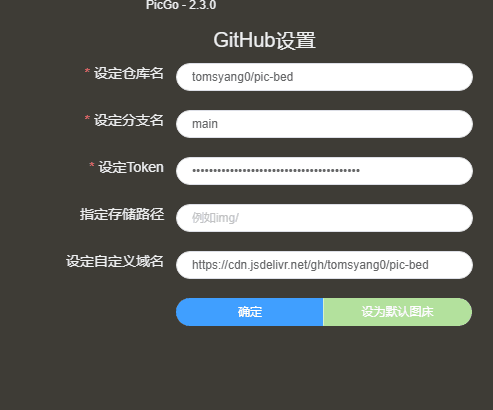 PicGo - 2.3.0
GitHub设置
* 设定仓库名 tomsyang0/pic-bed
* 设定分支名 main
* 设定Token ••••••••••••••••••••••••••••••••••••••••
指定存储路径 例如img/
设定自定义域名 https://cdn.jsdelivr.net/gh/tomsyang0/pic-bed
确定 设为默认图床